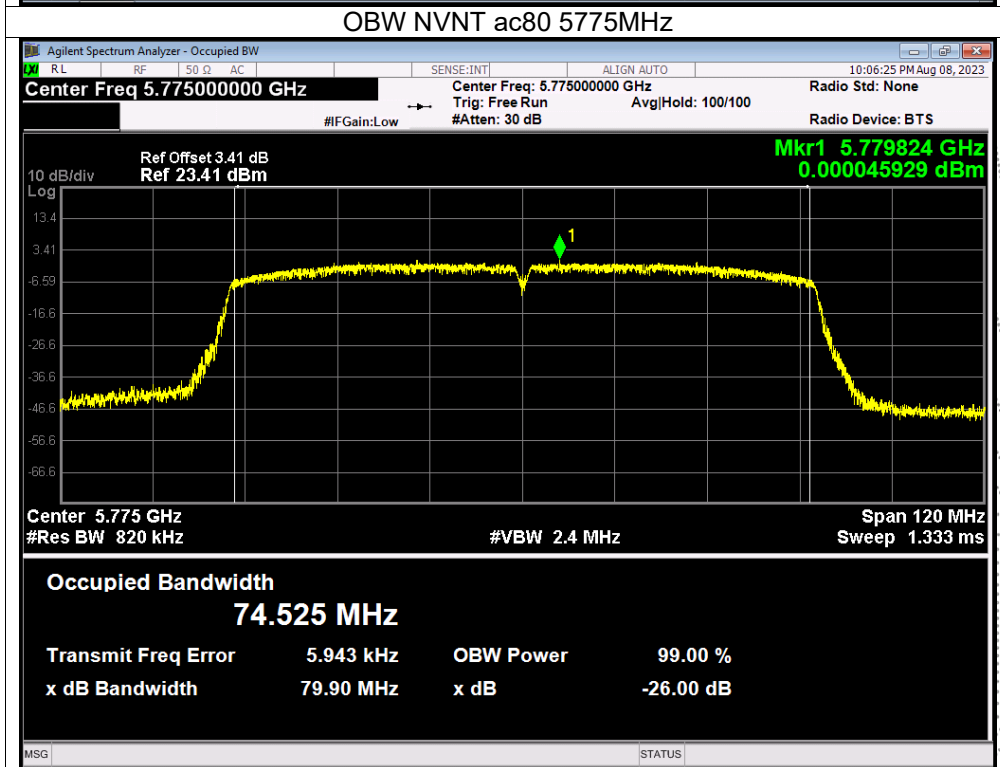 OBW NVNT ac80 5775MHz
Agilent Spectrum Analyzer - Occupied BW
LXI RL RF 50 Ω AC SENSE:INT ALIGN AUTO 10:06:25 PM Aug 08, 2023
Center Freq 5.775000000 GHz Center Freq: 5.775000000 GHz Radio Std: None
Trig: Free Run Avg|Hold: 100/100
#IFGain:Low #Atten: 30 dB Radio Device: BTS
Mkr1 5.779824 GHz
Ref Offset 3.41 dB
10 dB/div Ref 23.41 dBm 0.000045929 dBm
Log
13.4
1
3.41
-6.59
-16.6
-26.6
-36.6
-46.6
-56.6
-66.6
Center 5.775 GHz Span 120 MHz
#Res BW 820 kHz #VBW 2.4 MHz Sweep 1.333 ms
Occupied Bandwidth
74.525 MHz
Transmit Freq Error 5.943 kHz OBW Power 99.00 %
x dB Bandwidth 79.90 MHz x dB -26.00 dB
MSG STATUS